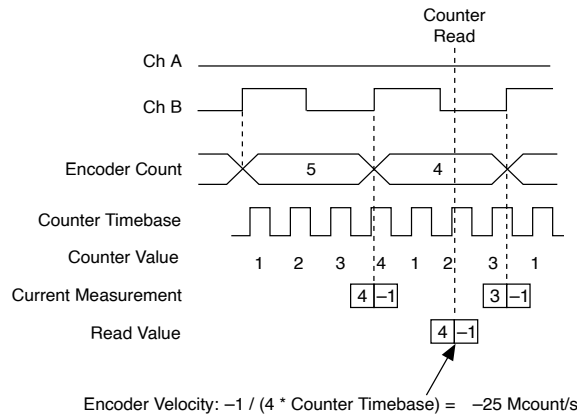 Counter
Read
Ch A
Ch B
Encoder Count 5 4
Counter Timebase
Counter Value 1 2 3 4 1 2 3 1
Current Measurement 4 –1 3 –1
Read Value 4 –1
Encoder Velocity: –1 / (4 * Counter Timebase) = –25 Mcount/s